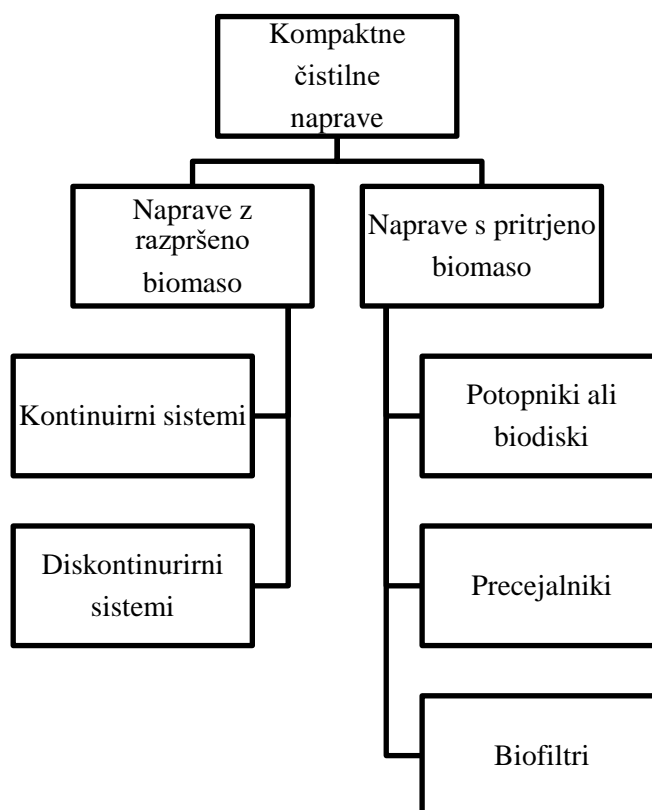 Kompaktne
čistilne
naprave
Naprave z
razpršeno
biomaso
Naprave s pritrjeno
biomaso
Kontinuirni sistemi
Potopniki ali
biodiski
Diskontinurirni
sistemi
Precejalniki
Biofiltri